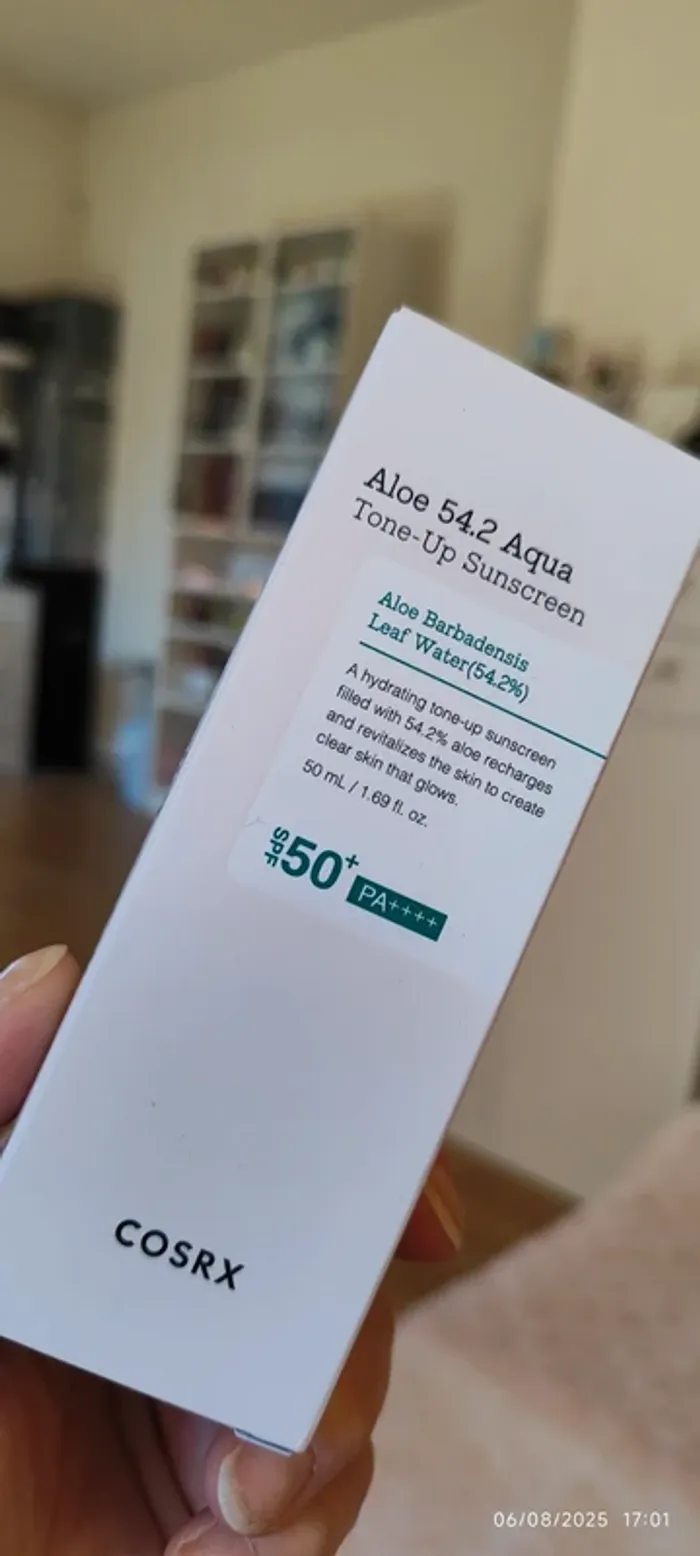 Aloe 54.2 Aqua
Tone-Up Sunscreen
Aloe Barbadensis
Leaf Water(54.2%)
A hydrating tone-up sunscreen
filled with 54.2% aloe recharges
and revitalizes the skin to create
clear skin that glows.
50 mL / 1.69 fl. oz.
SPF 50+
PA++++
COSRX
06/08/2025 17:01